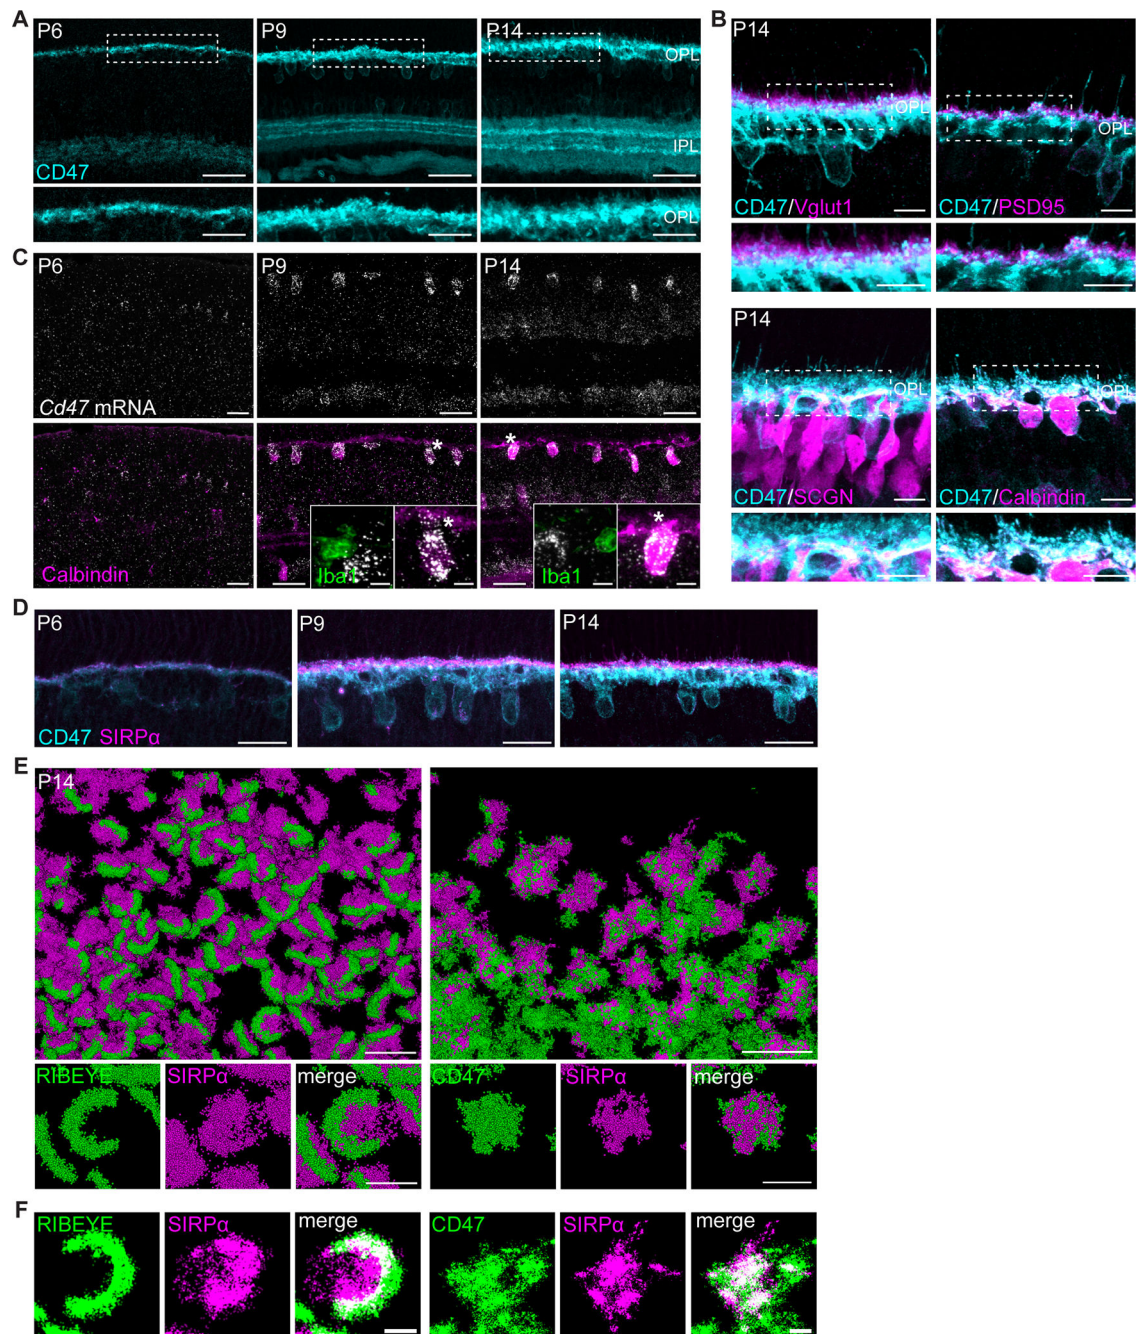 A
P6
P9
P14
OPL
IPL
CD47
OPL
B
P14
OPL
OPL
CD47/Vglut1
CD47/PSD95
P14
OPL
OPL
CD47/SCGN
CD47/Calbindin
C
P6
P9
P14
Cd47 mRNA
*
*
*
*
Calbindin
Iba1
Iba1
D
P6
P9
P14
CD47 SIRPα
E
P14
RIBEYE
SIRPα
merge
CD47
SIRPα
merge
F
RIBEYE
SIRPα
merge
CD47
SIRPα
merge